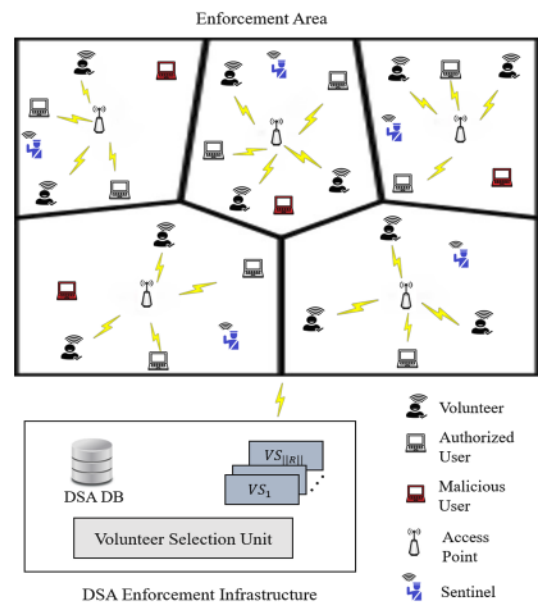 Enforcement Area
DSA DB
VS||R||
VS1
Volunteer Selection Unit
DSA Enforcement Infrastructure
Volunteer
Authorized
User
Malicious
User
Access
Point
Sentinel